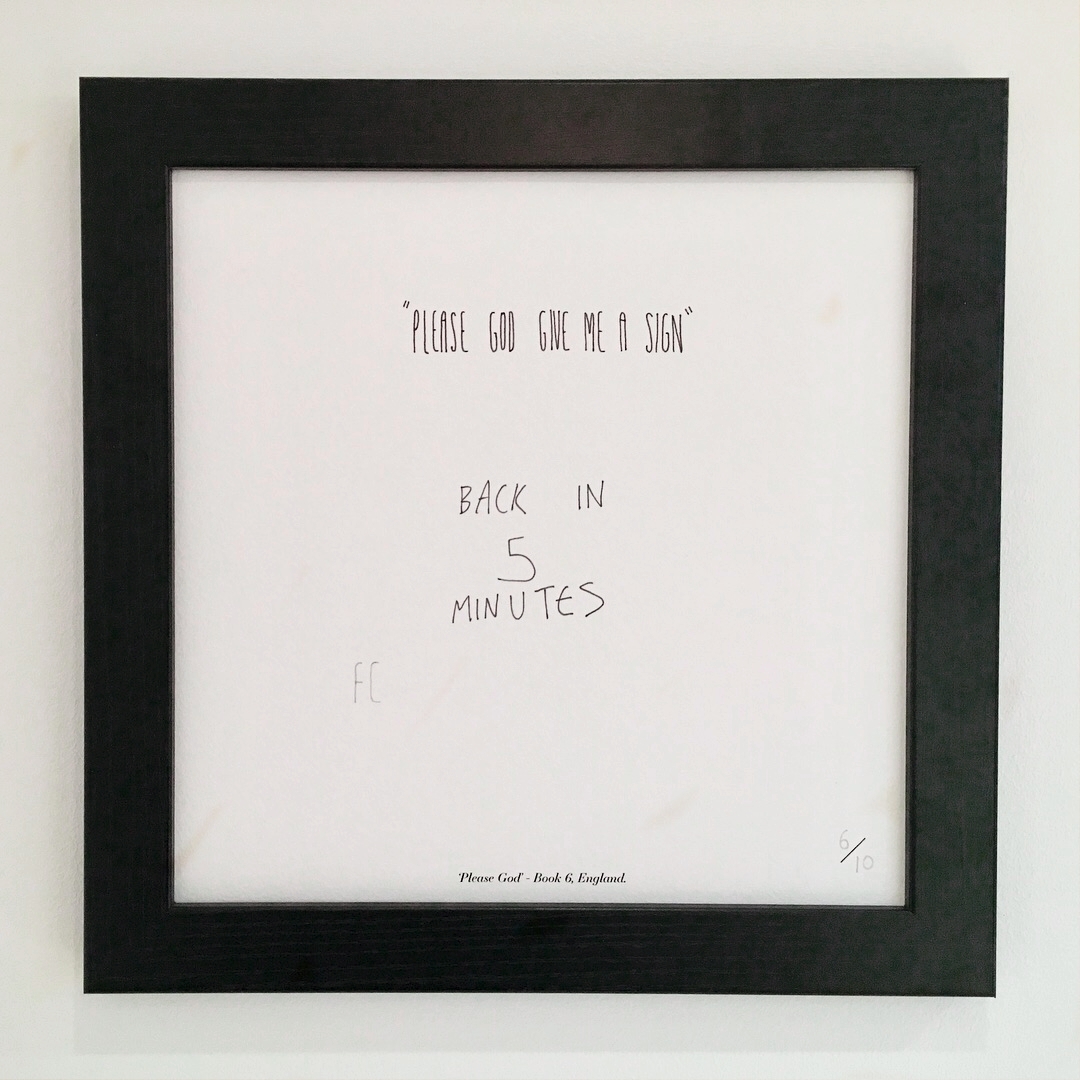 "PLEASE GOD GIVE ME A SIGN"
BACK IN
5
MINUTES
FC
6/10
'Please God' - Book 6, England.